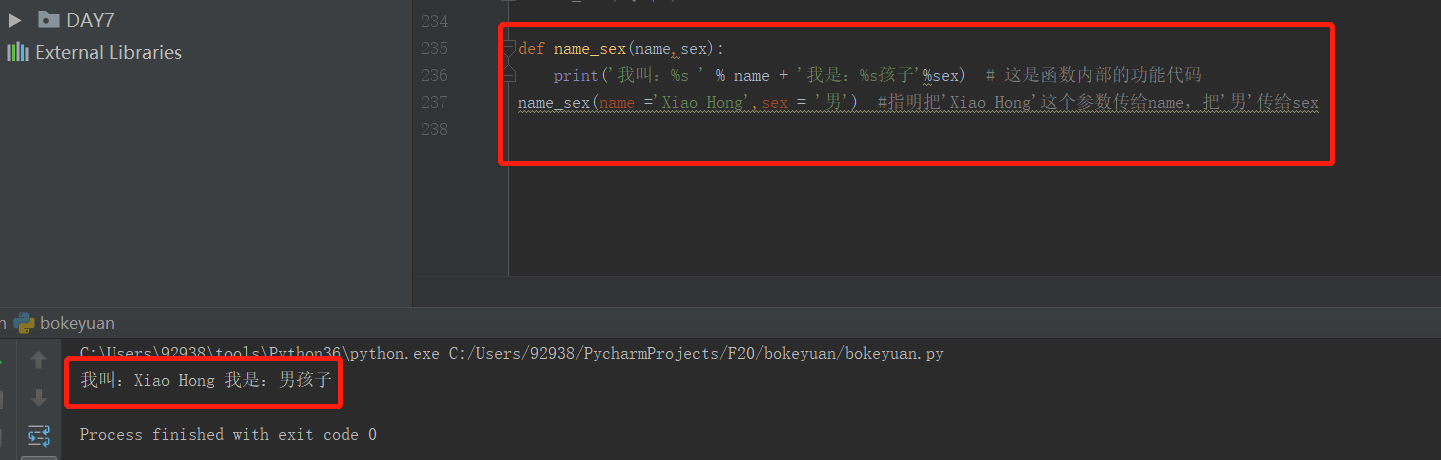 DAY7
External Libraries
234
235 def name_sex(name,sex):
236 print('我叫: %s ' % name + '我是: %s孩子'%sex) # 这是函数内部的功能代码
237 name_sex(name ='Xiao Hong',sex = '男') #指明把'Xiao Hong'这个参数传给name，把'男'传给sex
238
bokeyuan
C:\Users\92938\tools\Python36\python.exe C:/Users/92938/PycharmProjects/F20/bokeyuan/bokeyuan.py
我叫: Xiao Hong 我是: 男孩子
Process finished with exit code 0